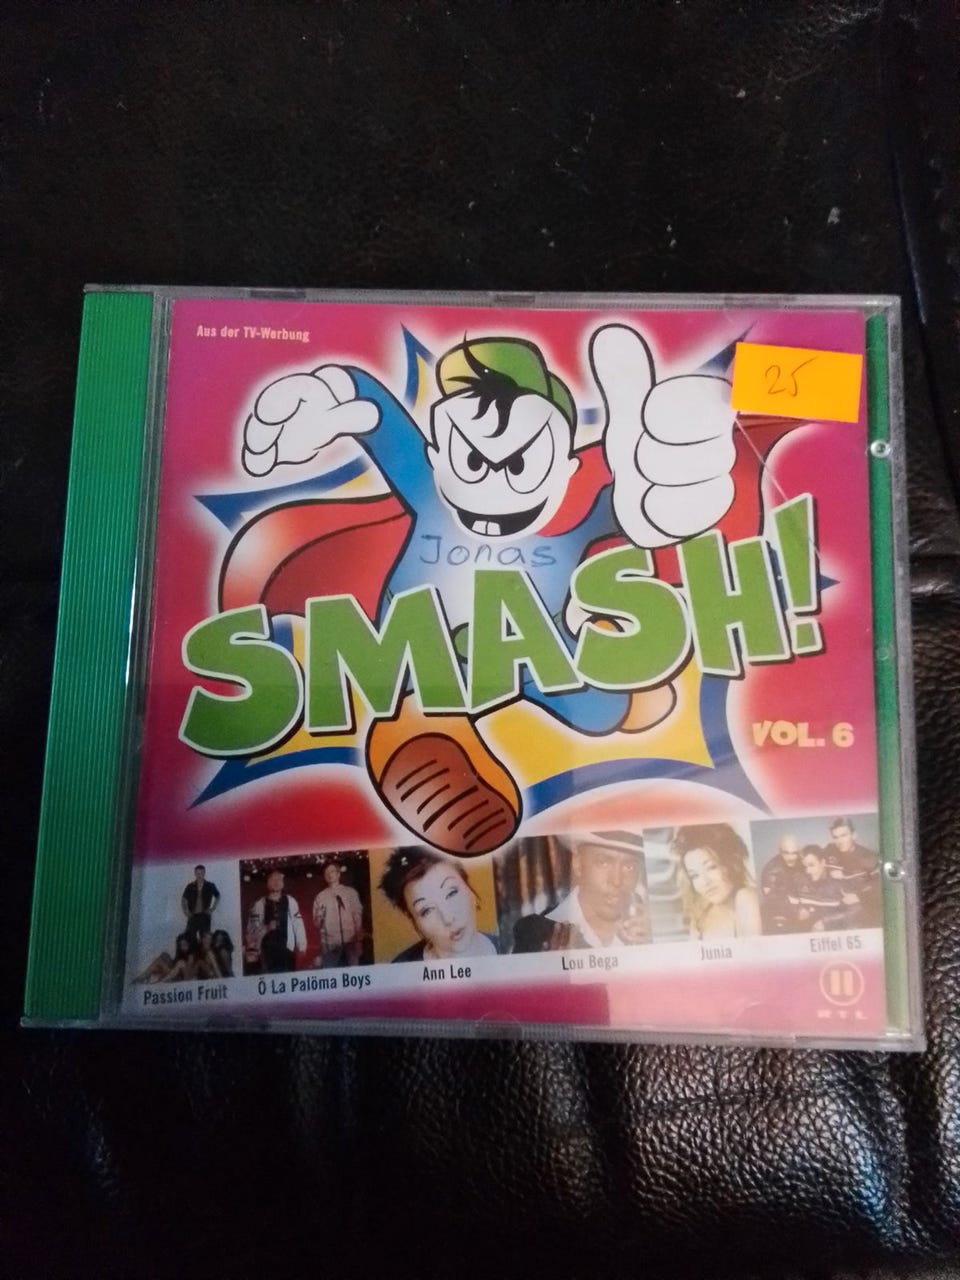 Aus der TV-Werbung
25
Jonas
SMASH!
VOL. 6
Passion Fruit
Ö La Palöma Boys
Ann Lee
Lou Bega
Junia
Eiffel 65
II
RTL